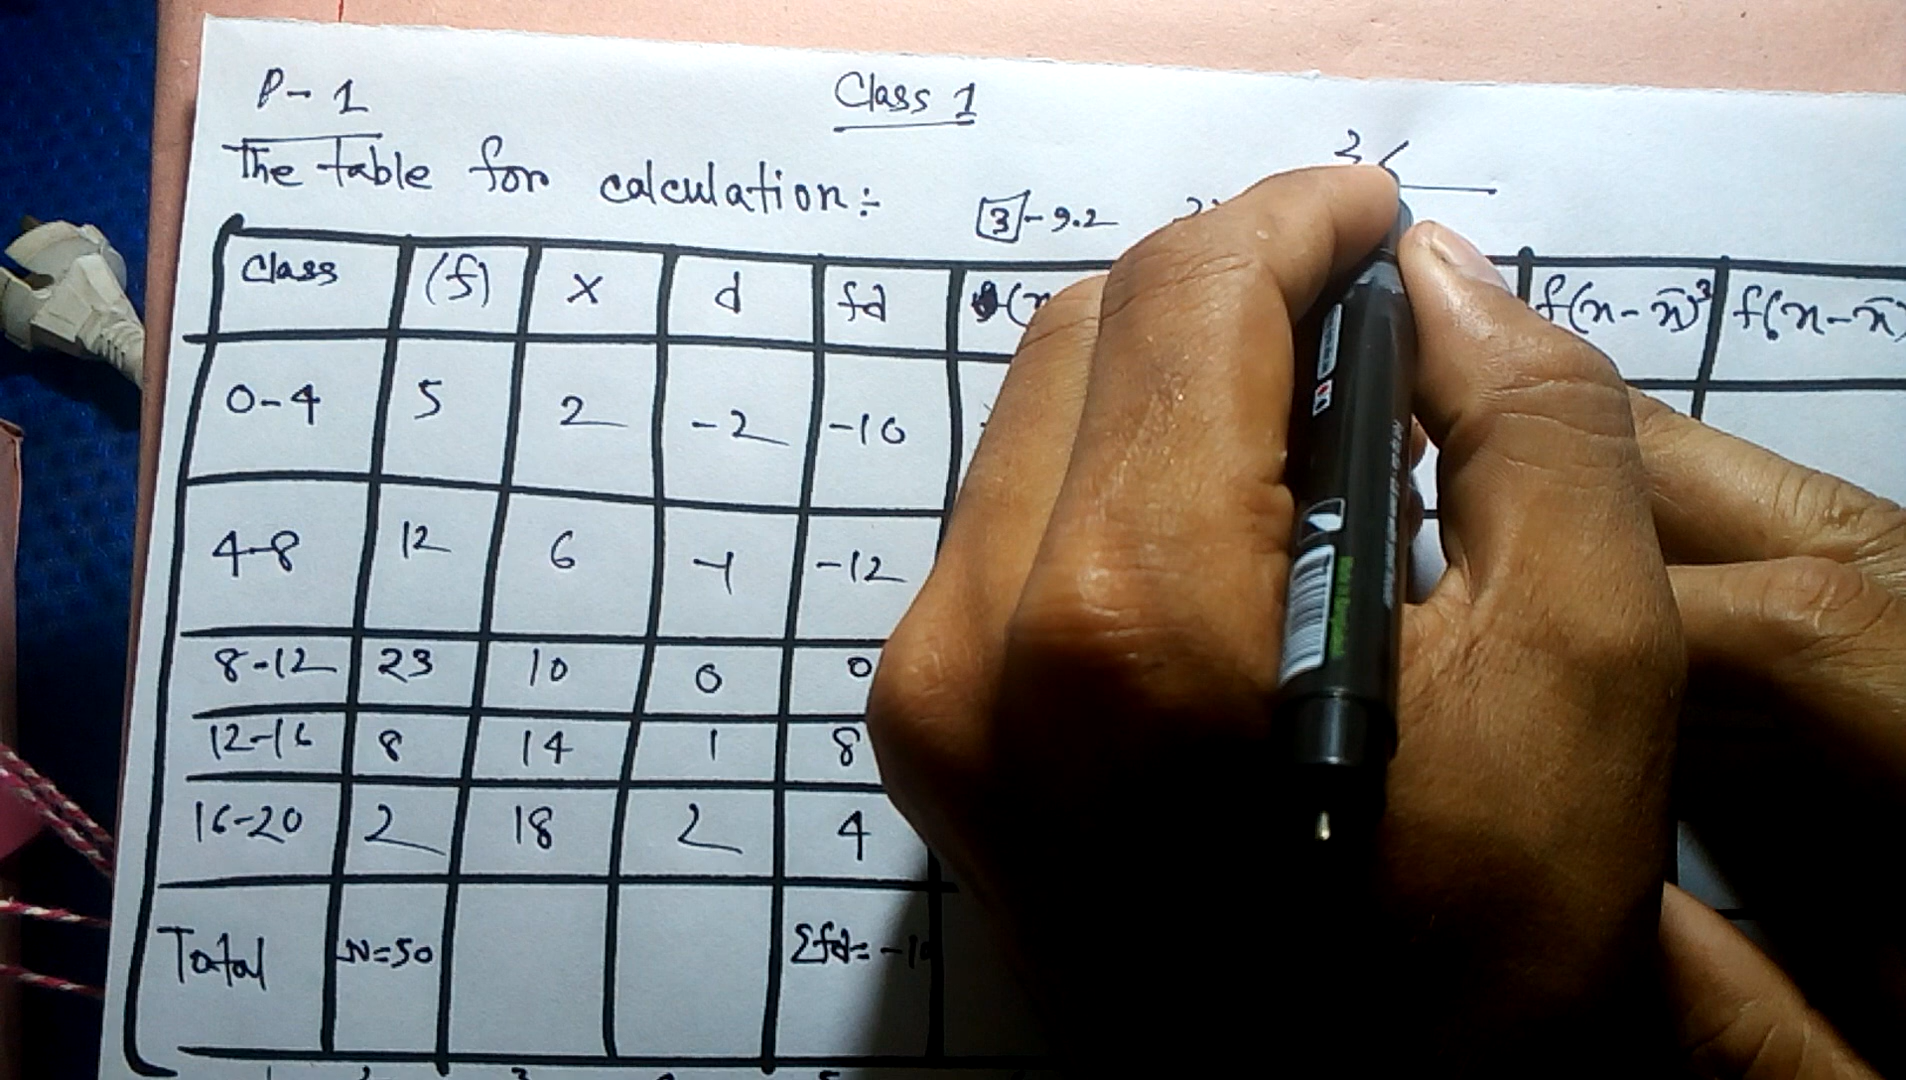 P-1
Class 1
The table for calculation:-
3 - 9.2
Class (f) x d fd f(x-x̄)³ f(x-x̄)
0-4 5 2 -2 -10
4-8 12 6 -1 -12
8-12 23 10 0 0
12-16 8 14 1 8
16-20 2 18 2 4
Total N=50 Σfd= -10